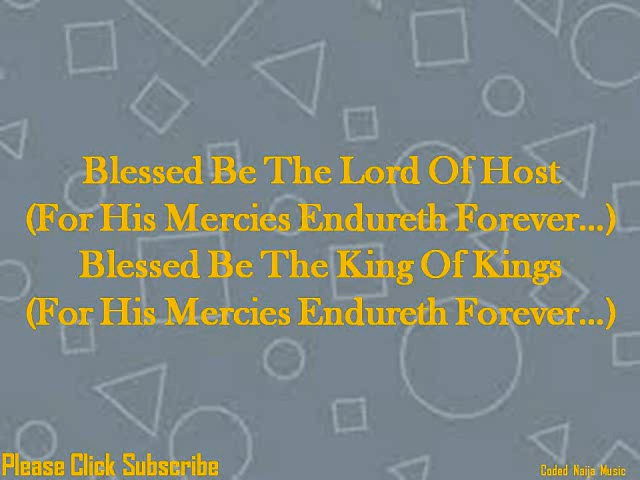 Blessed Be The Lord Of Host
(For His Mercies Endureth Forever...)
Blessed Be The King Of Kings
(For His Mercies Endureth Forever...)
Please Click Subscribe
Coded Naija Music